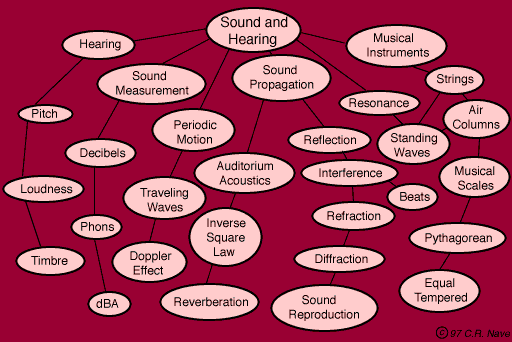 Sound and
Hearing
Hearing
Musical
Instruments
Sound
Measurement
Sound
Propagation
Strings
Resonance
Pitch
Periodic
Motion
Air
Columns
Reflection
Standing
Waves
Decibels
Auditorium
Acoustics
Interference
Musical
Scales
Loudness
Traveling
Waves
Beats
Refraction
Phons
Inverse
Square
Law
Pythagorean
Timbre
Doppler
Effect
Diffraction
Equal
Tempered
dBA
Reverberation
Sound
Reproduction
© 97 C.R. Nave